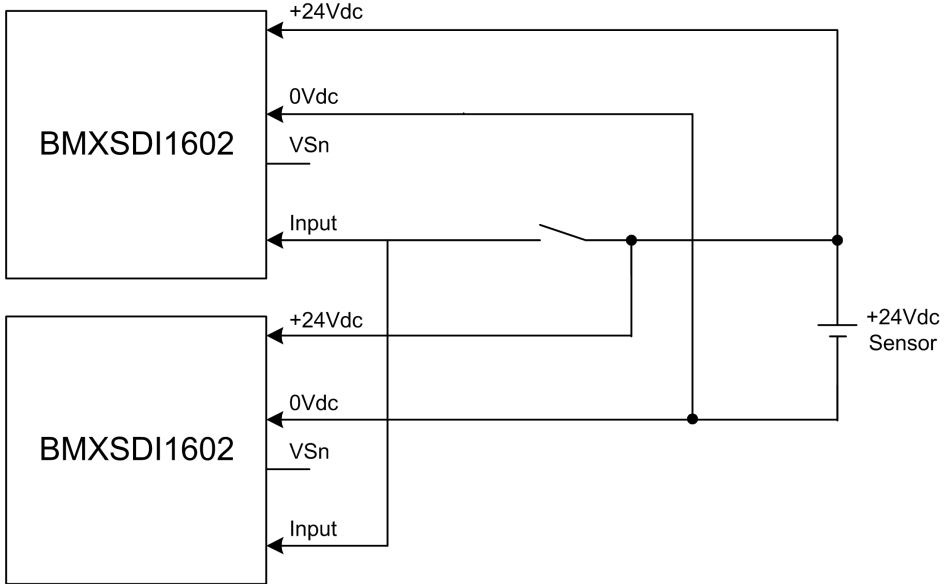 +24Vdc
0Vdc
BMXSDI1602
VSn
Input
+24Vdc
+24Vdc
Sensor
0Vdc
BMXSDI1602
VSn
Input